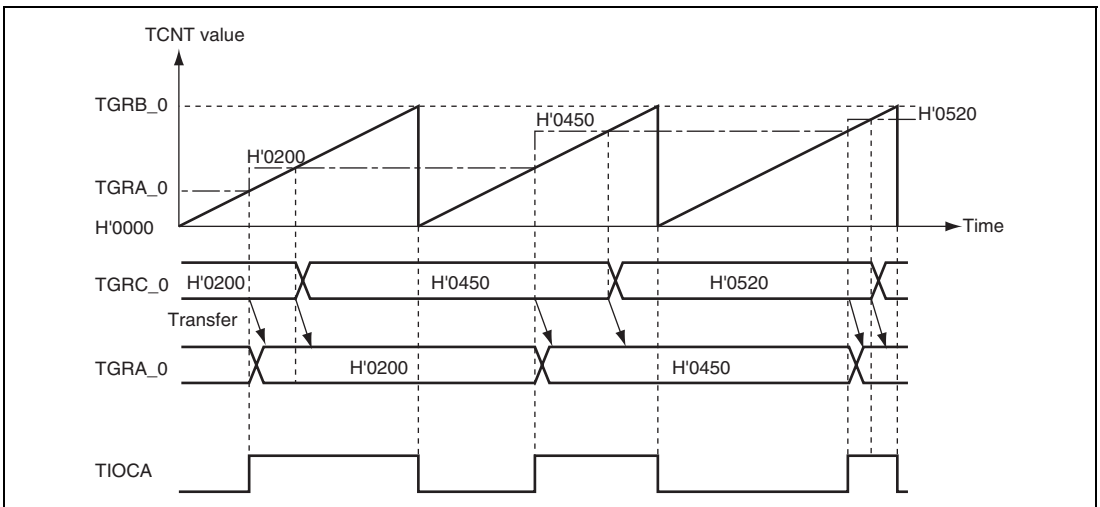 TCNT value
TGRB_0
H'0520
H'0450
H'0200
TGRA_0
H'0000
Time
TGRC_0
H'0200
H'0450
H'0520
Transfer
TGRA_0
H'0200
H'0450
TIOCA